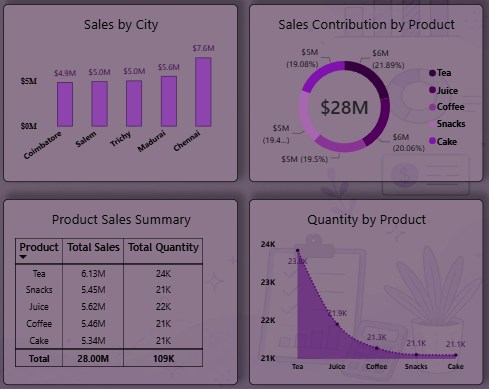 Sales by City
$7.6M
$5.6M
$4.9M
$5.0M
$5.0M
$5M
$0M
Coimbatore
Salem
Trichy
Madurai
Chennai
Sales Contribution by Product
$5M
(19.08%)
$6M
(21.89%)
$28M
$5M
(19.4...)
$5M (19.5%)
$6M
(20.06%)
Tea
Juice
Coffee
Snacks
Cake
Product Sales Summary
Product Total Sales Total Quantity
Tea 6.13M 24K
Snacks 5.45M 21K
Juice 5.62M 22K
Coffee 5.46M 21K
Cake 5.34M 21K
Total 28.00M 109K
Quantity by Product
24K
23K
22K
21K
21.9K
21.3K
21.1K
21.1K
Tea Juice Coffee Snacks Cake